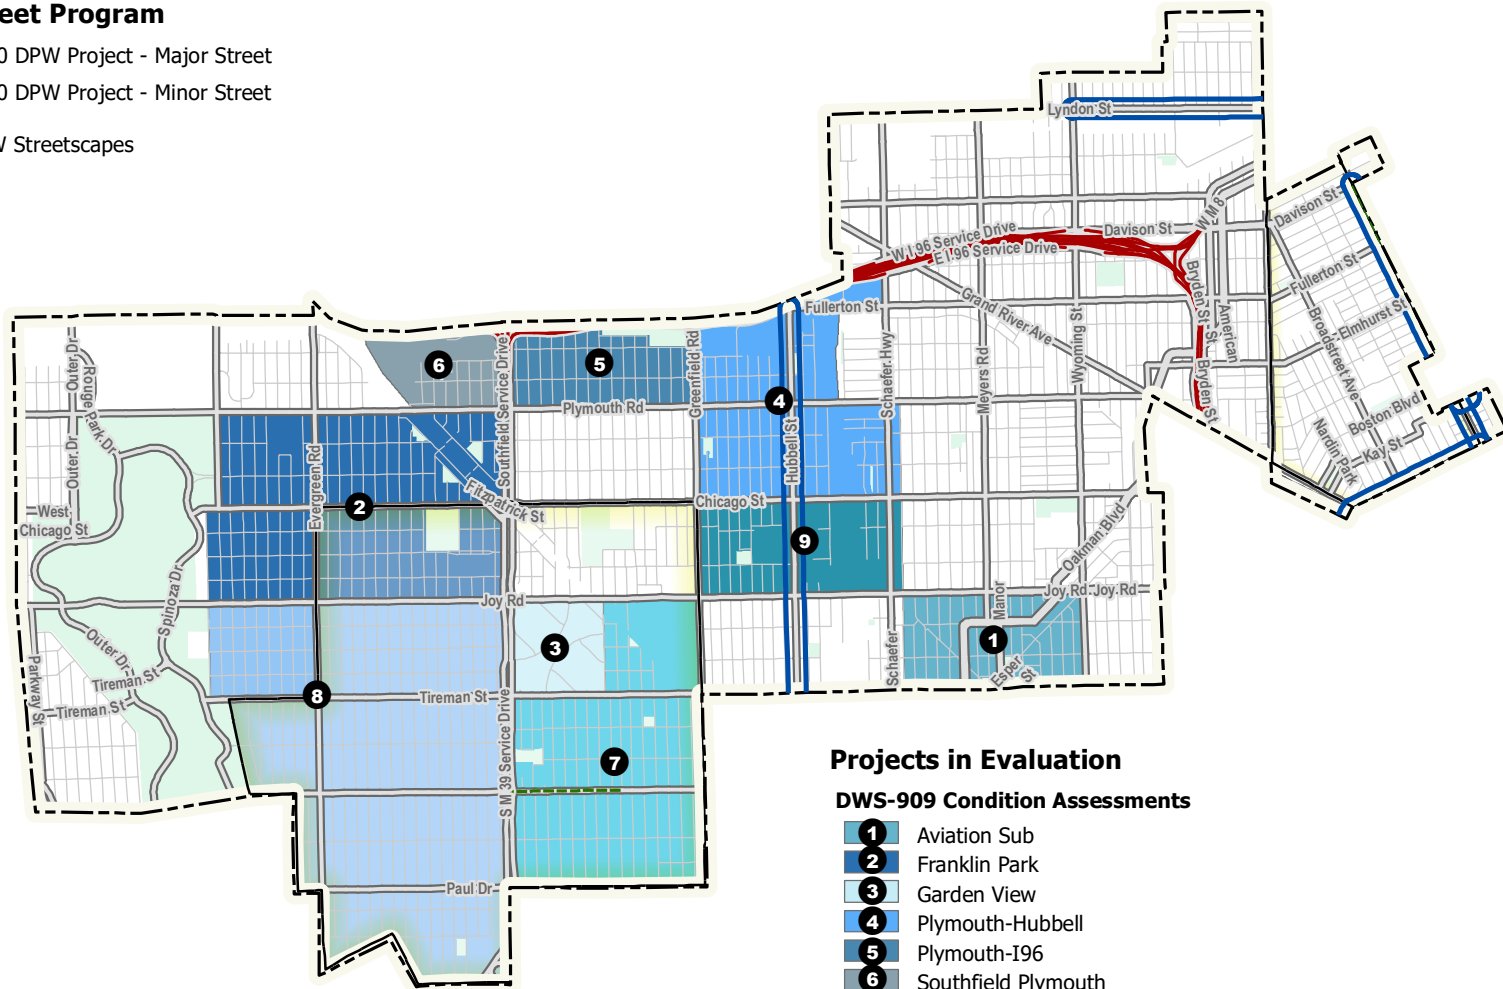 eet Program
0 DPW Project - Major Street
0 DPW Project - Minor Street
W Streetscapes
Lyndon St
Davison St
W M 8
Davison St
W I 96 Service Drive
E I 96 Service Drive
Fullerton St
Bryden St
American St
Fullerton St
Grand River Ave
Elmhurst St
Broadstreet Ave
Outer Dr
Rouge Park Dr
6
Southfield Service Drive
5
Greenfield Rd
4
Hubbell St
Schaefer Hwy
Meyers Rd
Wyoming St
Bryden St
Plymouth Rd
Boston Blvd
Nardin Park
Kay St
Outer Dr
Evergreen Rd
Fitzpatrick St
2
Chicago St
West
Chicago St
9
Oakman Blvd
Spinoza Dr
Joy Rd
Joy Rd
Joy Rd
Manor
1
Esper St
Schaefer
3
Outer Dr
Parkway St
Tireman St
Tireman St
8
Tireman St
S M 39 Service Drive
7
Paul Dr
Projects in Evaluation
DWS-909 Condition Assessments
1 Aviation Sub
2 Franklin Park
3 Garden View
4 Plymouth-Hubbell
5 Plymouth-I96
6 Southfield Plymouth